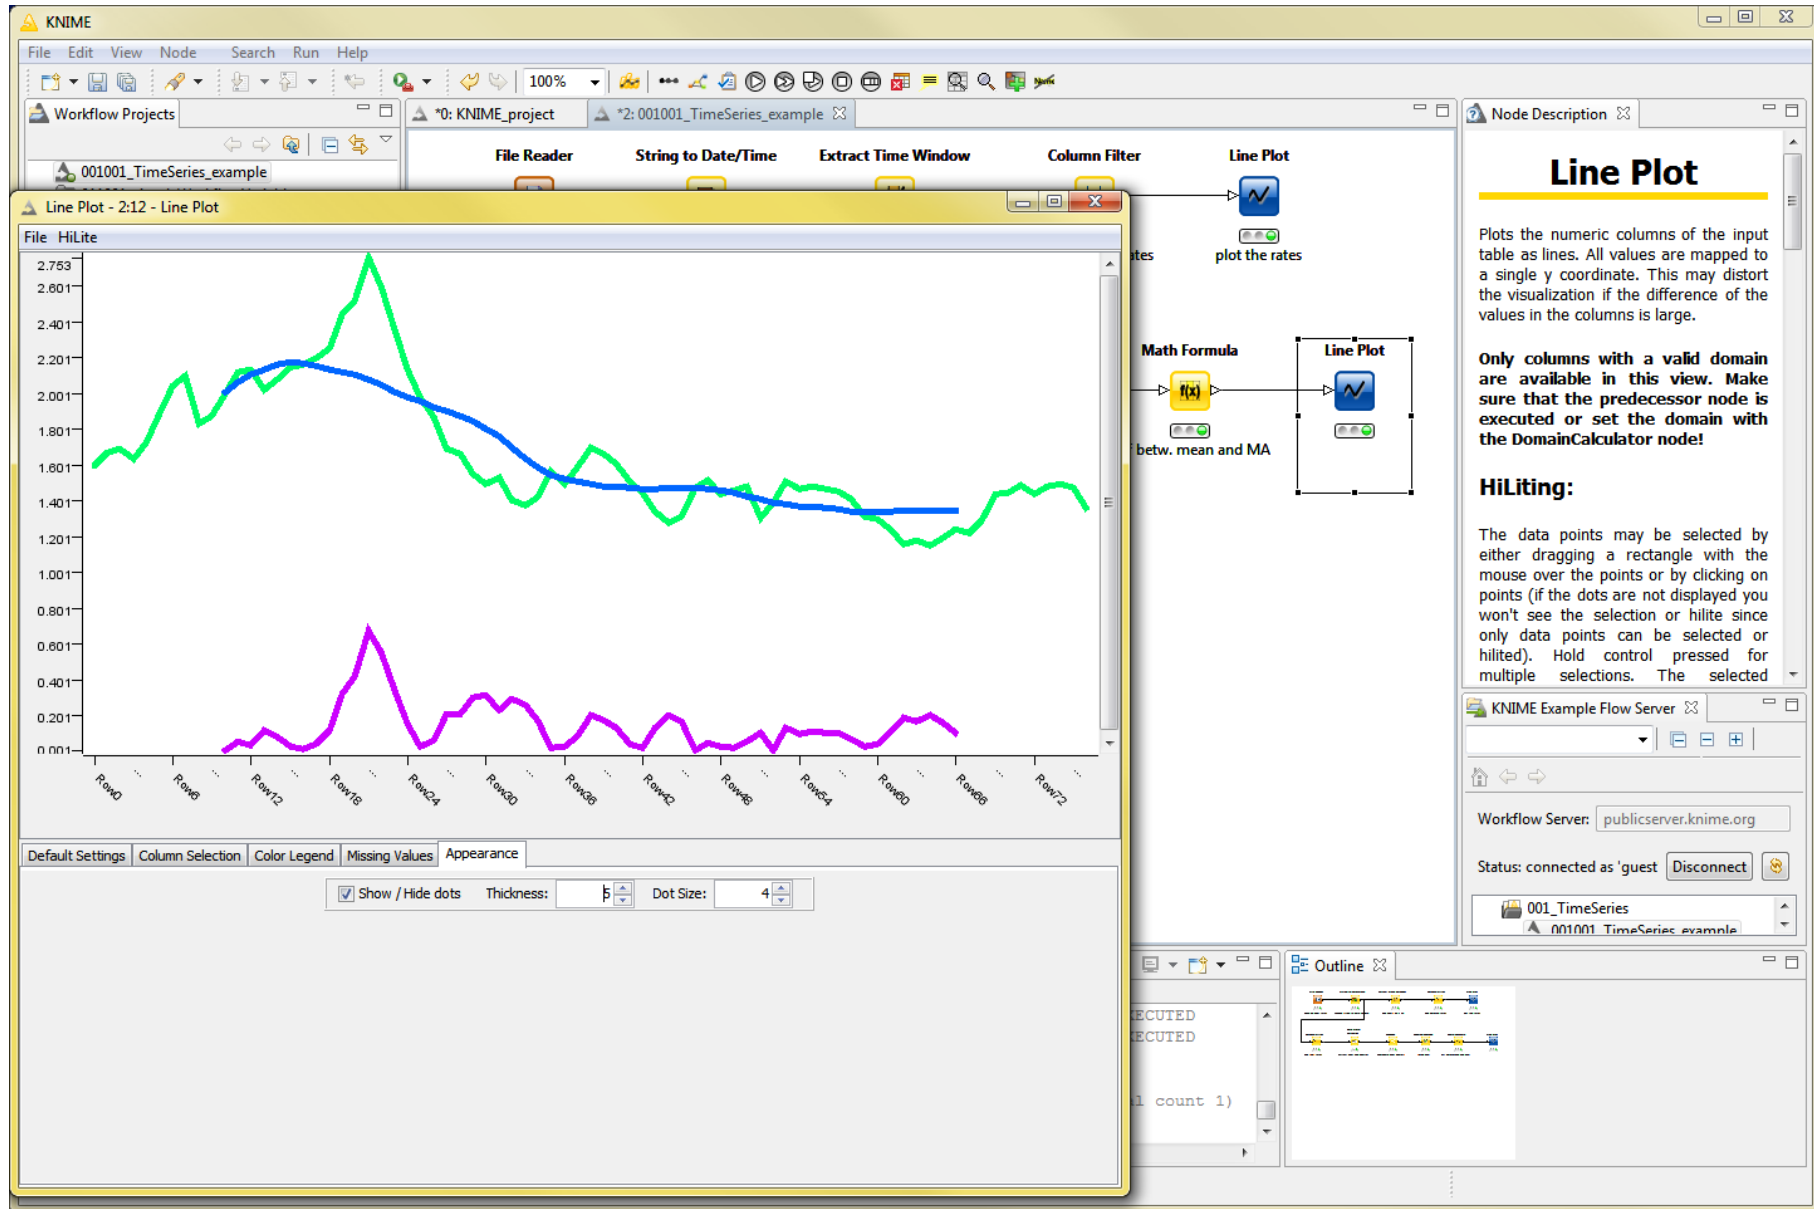 KNIME
File Edit View Node Search Run Help
100%
Workflow Projects
*0: KNIME_project
*2: 001001_TimeSeries_example
Node Description
001001_TimeSeries_example
File Reader
String to Date/Time
Extract Time Window
Column Filter
Line Plot
plot the rates
Math Formula
Line Plot
f(x)
betw. mean and MA
Line Plot - 2:12 - Line Plot
File HiLite
2.753
2.601
2.401
2.201
2.001
1.801
1.601
1.401
1.201
1.001
0.801
0.601
0.401
0.201
0.001
Row0 ... Row6 ... Row12 ... Row18 ... Row24 ... Row30 ... Row36 ... Row42 ... Row48 ... Row54 ... Row60 ... Row66 ... Row72 ...
Default Settings
Column Selection
Color Legend
Missing Values
Appearance
Show / Hide dots Thickness: 5 Dot Size: 4
Line Plot
Plots the numeric columns of the input
table as lines. All values are mapped to
a single y coordinate. This may distort
the visualization if the difference of the
values in the columns is large.
Only columns with a valid domain
are available in this view. Make
sure that the predecessor node is
executed or set the domain with
the DomainCalculator node!
HiLiting:
The data points may be selected by
either dragging a rectangle with the
mouse over the points or by clicking on
points (if the dots are not displayed you
won't see the selection or hilite since
only data points can be selected or
hilited). Hold control pressed for
multiple selections. The selected
KNIME Example Flow Server
Workflow Server: publicserver.knime.org
Status: connected as 'guest Disconnect
001_TimeSeries
001001_TimeSeries_example
Outline
ECUTED
ECUTED
count 1)